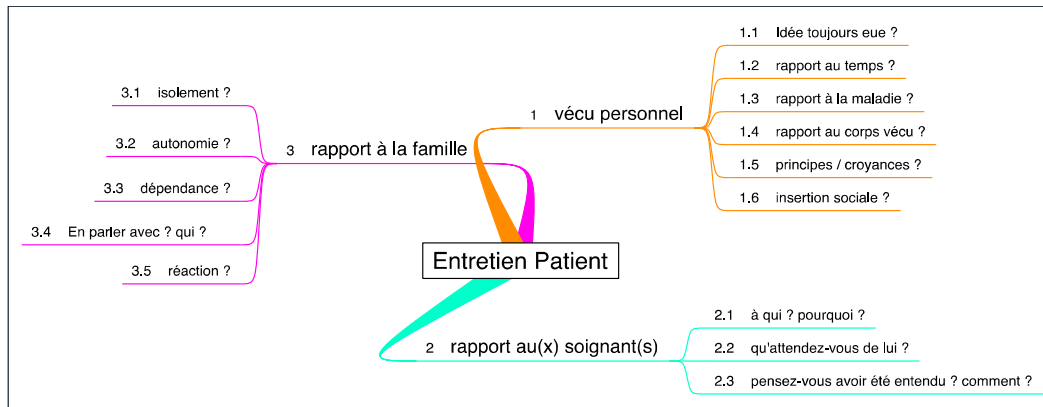 Entretien Patient
1 vécu personnel
1.1 Idée toujours eue ?
1.2 rapport au temps ?
1.3 rapport à la maladie ?
1.4 rapport au corps vécu ?
1.5 principes / croyances ?
1.6 insertion sociale ?
2 rapport au(x) soignant(s)
2.1 à qui ? pourquoi ?
2.2 qu'attendez-vous de lui ?
2.3 pensez-vous avoir été entendu ? comment ?
3 rapport à la famille
3.1 isolement ?
3.2 autonomie ?
3.3 dépendance ?
3.4 En parler avec ? qui ?
3.5 réaction ?